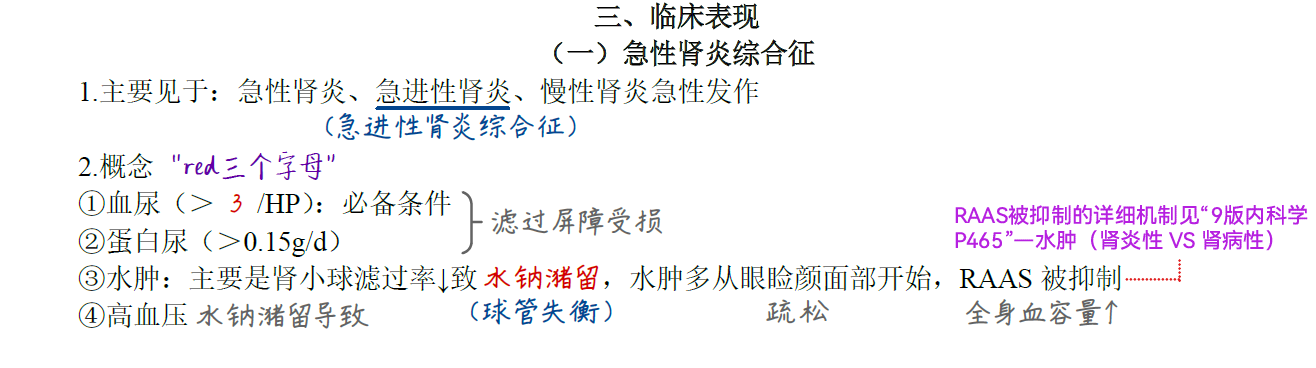 三、临床表现
（一）急性肾炎综合征
1.主要见于：急性肾炎、急进性肾炎、慢性肾炎急性发作
（急进性肾炎综合征）
2.概念 "red三个字母"
①血尿（＞ 3 /HP）：必备条件
②蛋白尿（＞0.15g/d）
滤过屏障受损
RAAS被抑制的详细机制见“9版内科学
P465”—水肿（肾炎性 VS 肾病性）
③水肿：主要是肾小球滤过率↓致 水钠潴留，水肿多从眼睑颜面部开始，RAAS 被抑制
④高血压 水钠潴留导致 （球管失衡） 疏松 全身血容量↑